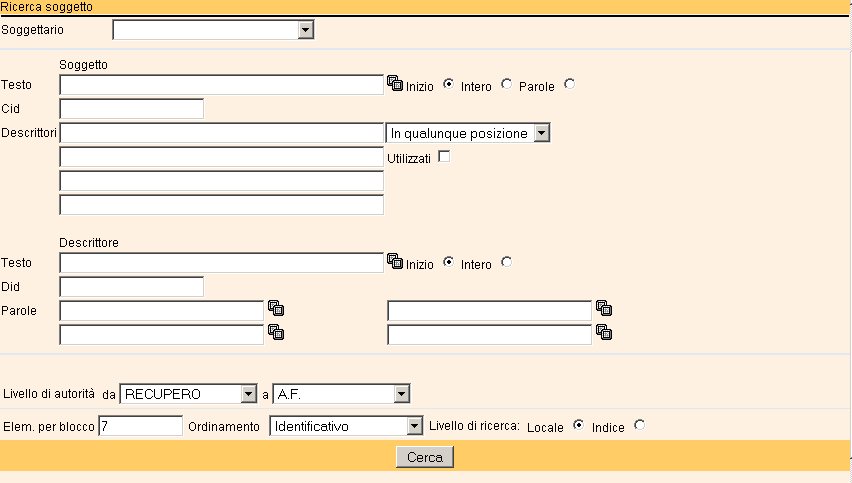 Ricerca soggetto
Soggettario
Soggetto
Testo Inizio Intero Parole
Cid
Descrittori In qualunque posizione
Utilizzati
Descrittore
Testo Inizio Intero
Did
Parole
Livello di autorità da RECUPERO a A.F.
Elem. per blocco 7 Ordinamento Identificativo Livello di ricerca: Locale Indice
Cerca